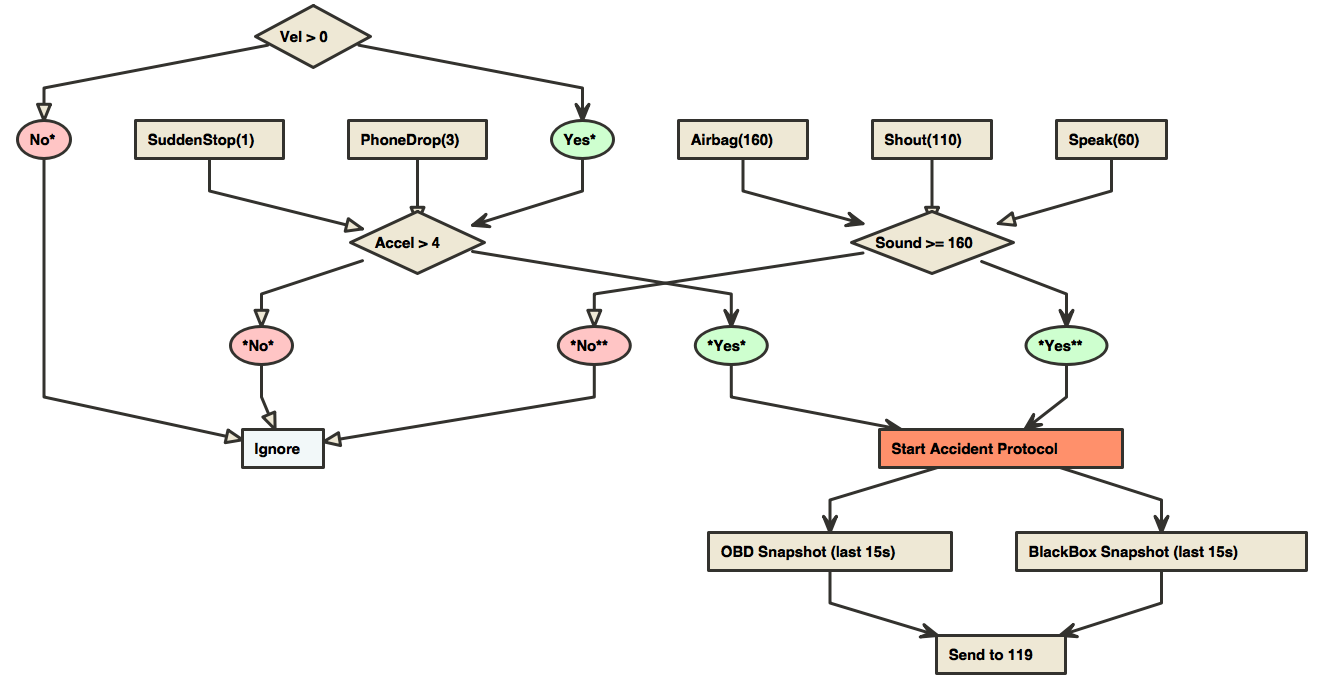 Vel > 0
No*
SuddenStop(1)
PhoneDrop(3)
Yes*
Airbag(160)
Shout(110)
Speak(60)
Accel > 4
Sound >= 160
*No*
*No**
*Yes*
*Yes**
Ignore
Start Accident Protocol
OBD Snapshot (last 15s)
BlackBox Snapshot (last 15s)
Send to 119